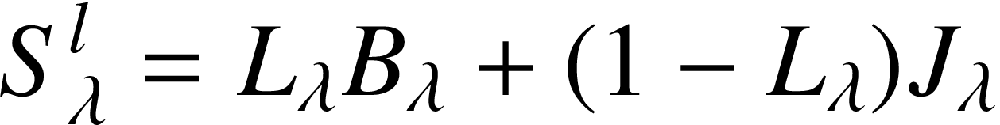 S^l_λ = L_λ B_λ + (1 − L_λ) J_λ